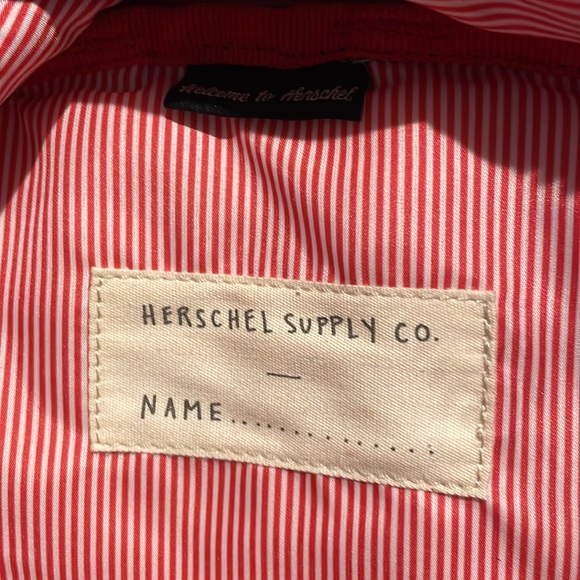 Welcome to Herschel
HERSCHEL SUPPLY CO.
—
NAME..............